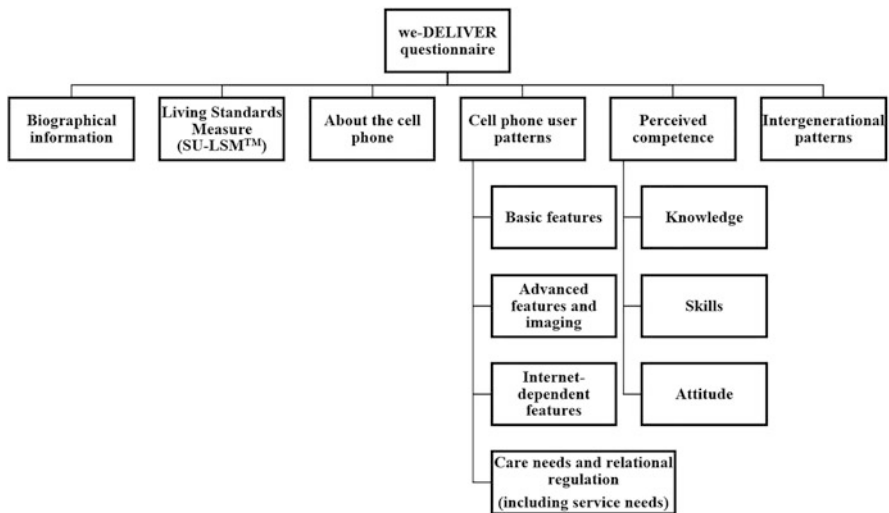 we-DELIVER
questionnaire
Biographical
information
Living Standards
Measure
(SU-LSM™)
About the cell
phone
Cell phone user
patterns
Perceived
competence
Intergenerational
patterns
Basic features
Advanced
features and
imaging
Internet-
dependent
features
Care needs and relational
regulation
(including service needs)
Knowledge
Skills
Attitude